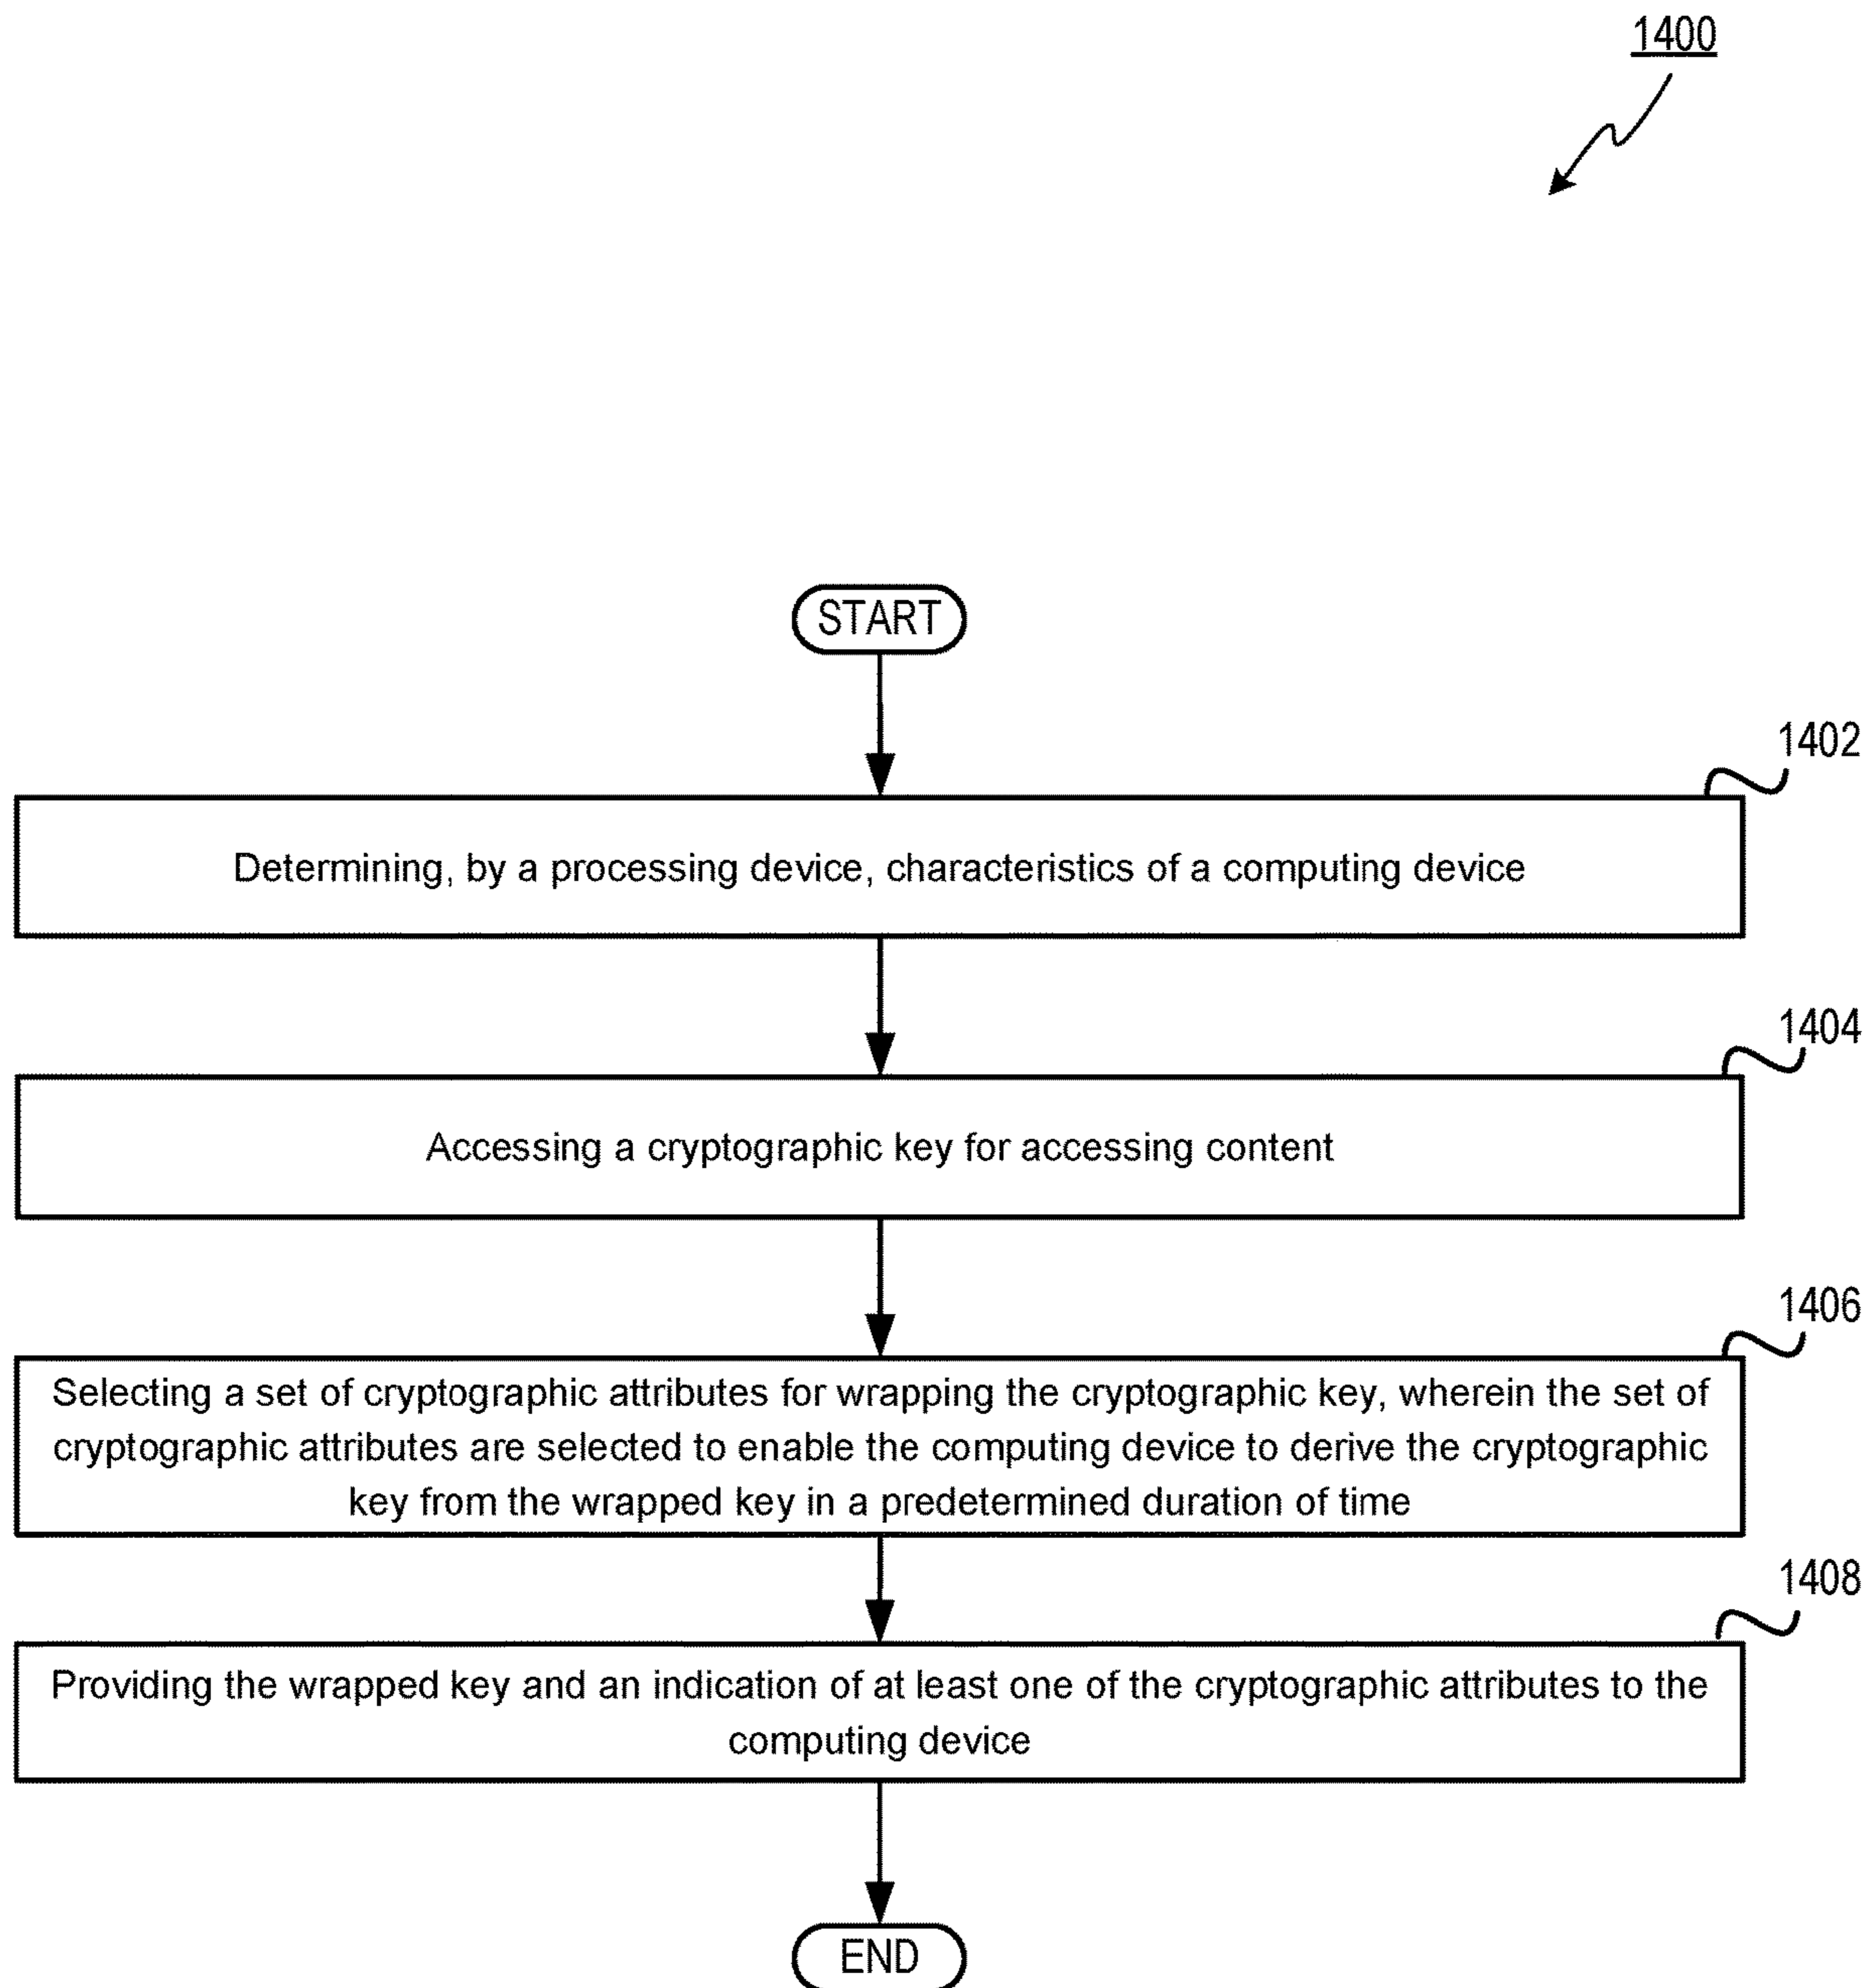 1400
START
1402
Determining, by a processing device, characteristics of a computing device
1404
Accessing a cryptographic key for accessing content
1406
Selecting a set of cryptographic attributes for wrapping the cryptographic key, wherein the set of
cryptographic attributes are selected to enable the computing device to derive the cryptographic
key from the wrapped key in a predetermined duration of time
1408
Providing the wrapped key and an indication of at least one of the cryptographic attributes to the
computing device
END